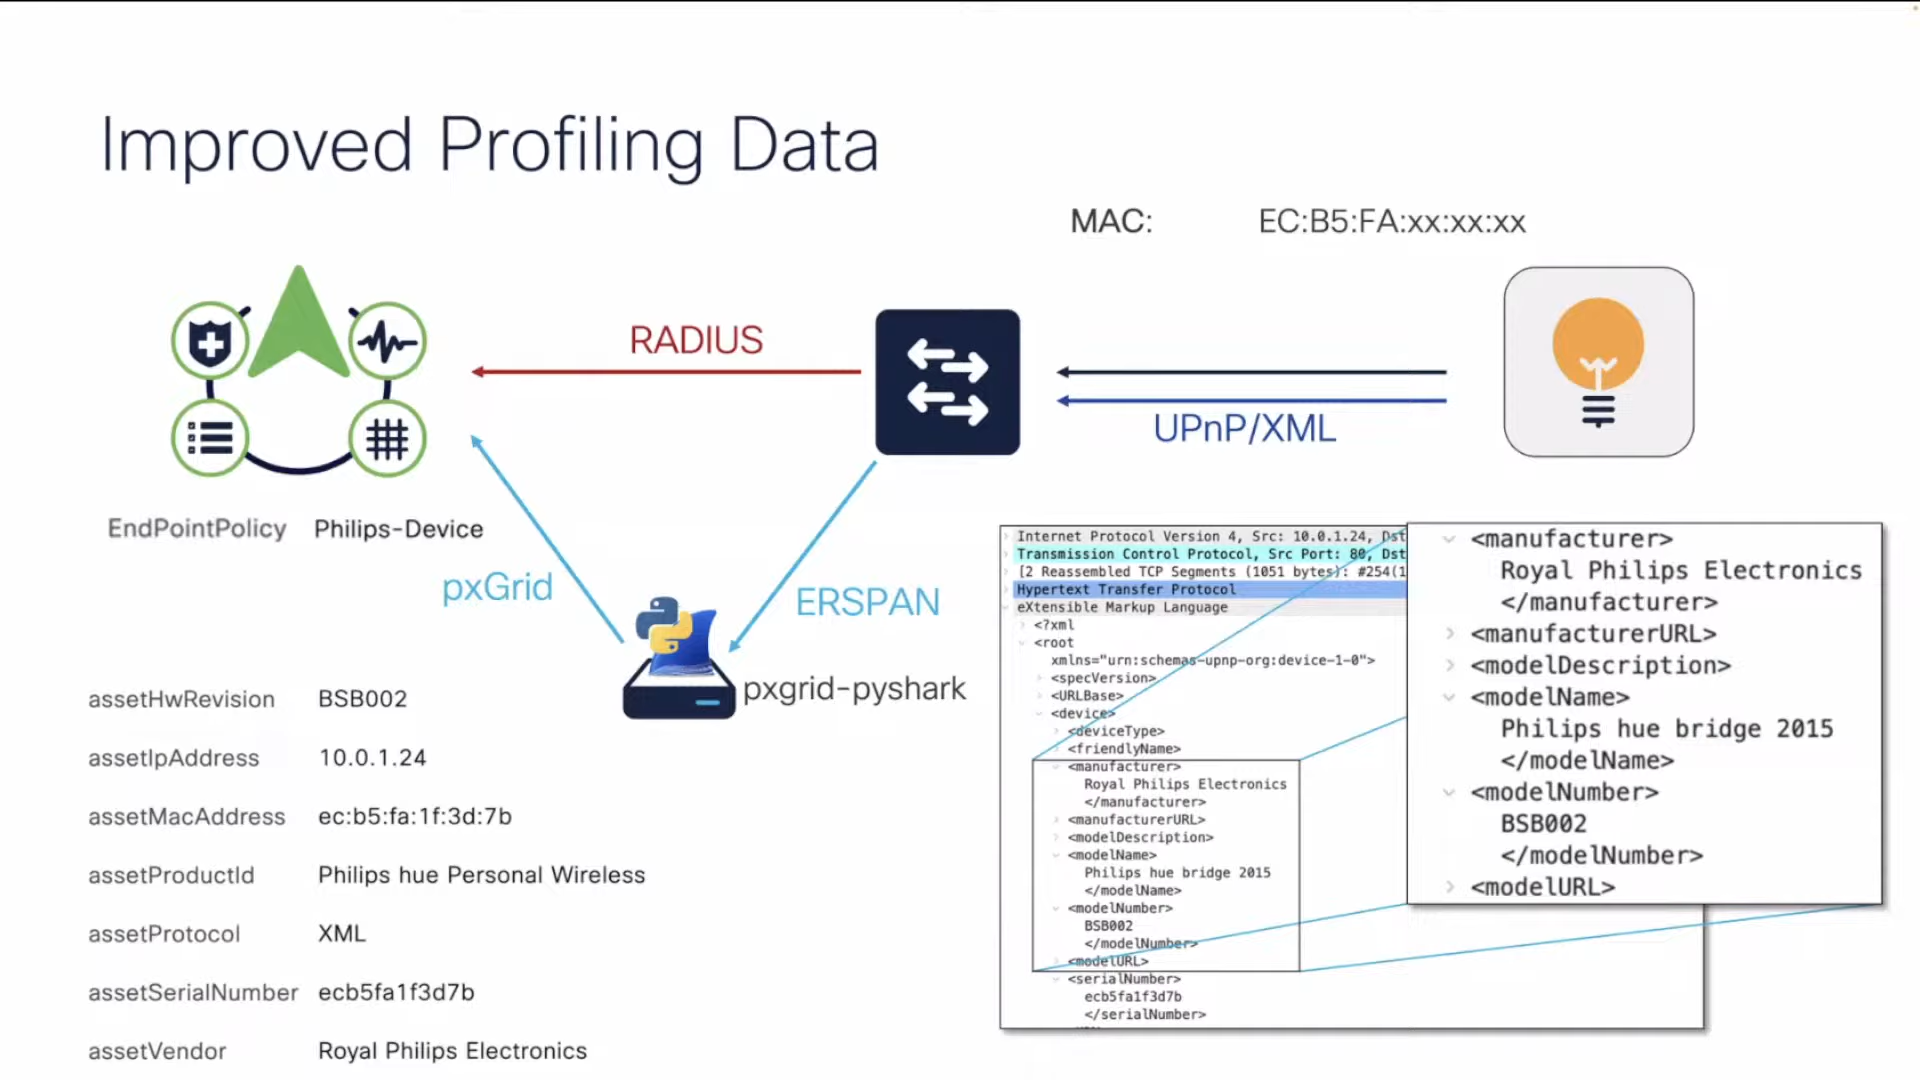 Improved Profiling Data
MAC: EC:B5:FA:xx:xx:xx
RADIUS
UPnP/XML
EndPointPolicy Philips-Device
pxGrid
ERSPAN
pxgrid-pyshark
assetHwRevision BSB002
assetIpAddress 10.0.1.24
assetMacAddress ec:b5:fa:1f:3d:7b
assetProductId Philips hue Personal Wireless
assetProtocol XML
assetSerialNumber ecb5fa1f3d7b
assetVendor Royal Philips Electronics
Internet Protocol Version 4, Src: 10.0.1.24, Dst
Transmission Control Protocol, Src Port: 80, Dst
[2 Reassembled TCP Segments (1051 bytes): #254(1
Hypertext Transfer Protocol
eXtensible Markup Language
<?xml
<root
xmlns="urn:schemas-upnp-org:device-1-0">
<specVersion>
<URLBase>
<device>
<deviceType>
<friendlyName>
<manufacturer>
Royal Philips Electronics
</manufacturer>
<manufacturerURL>
<modelDescription>
<modelName>
Philips hue bridge 2015
</modelName>
<modelNumber>
BSB002
</modelNumber>
<modelURL>
<serialNumber>
ecb5fa1f3d7b
</serialNumber>
<manufacturer>
Royal Philips Electronics
</manufacturer>
<manufacturerURL>
<modelDescription>
<modelName>
Philips hue bridge 2015
</modelName>
<modelNumber>
BSB002
</modelNumber>
<modelURL>